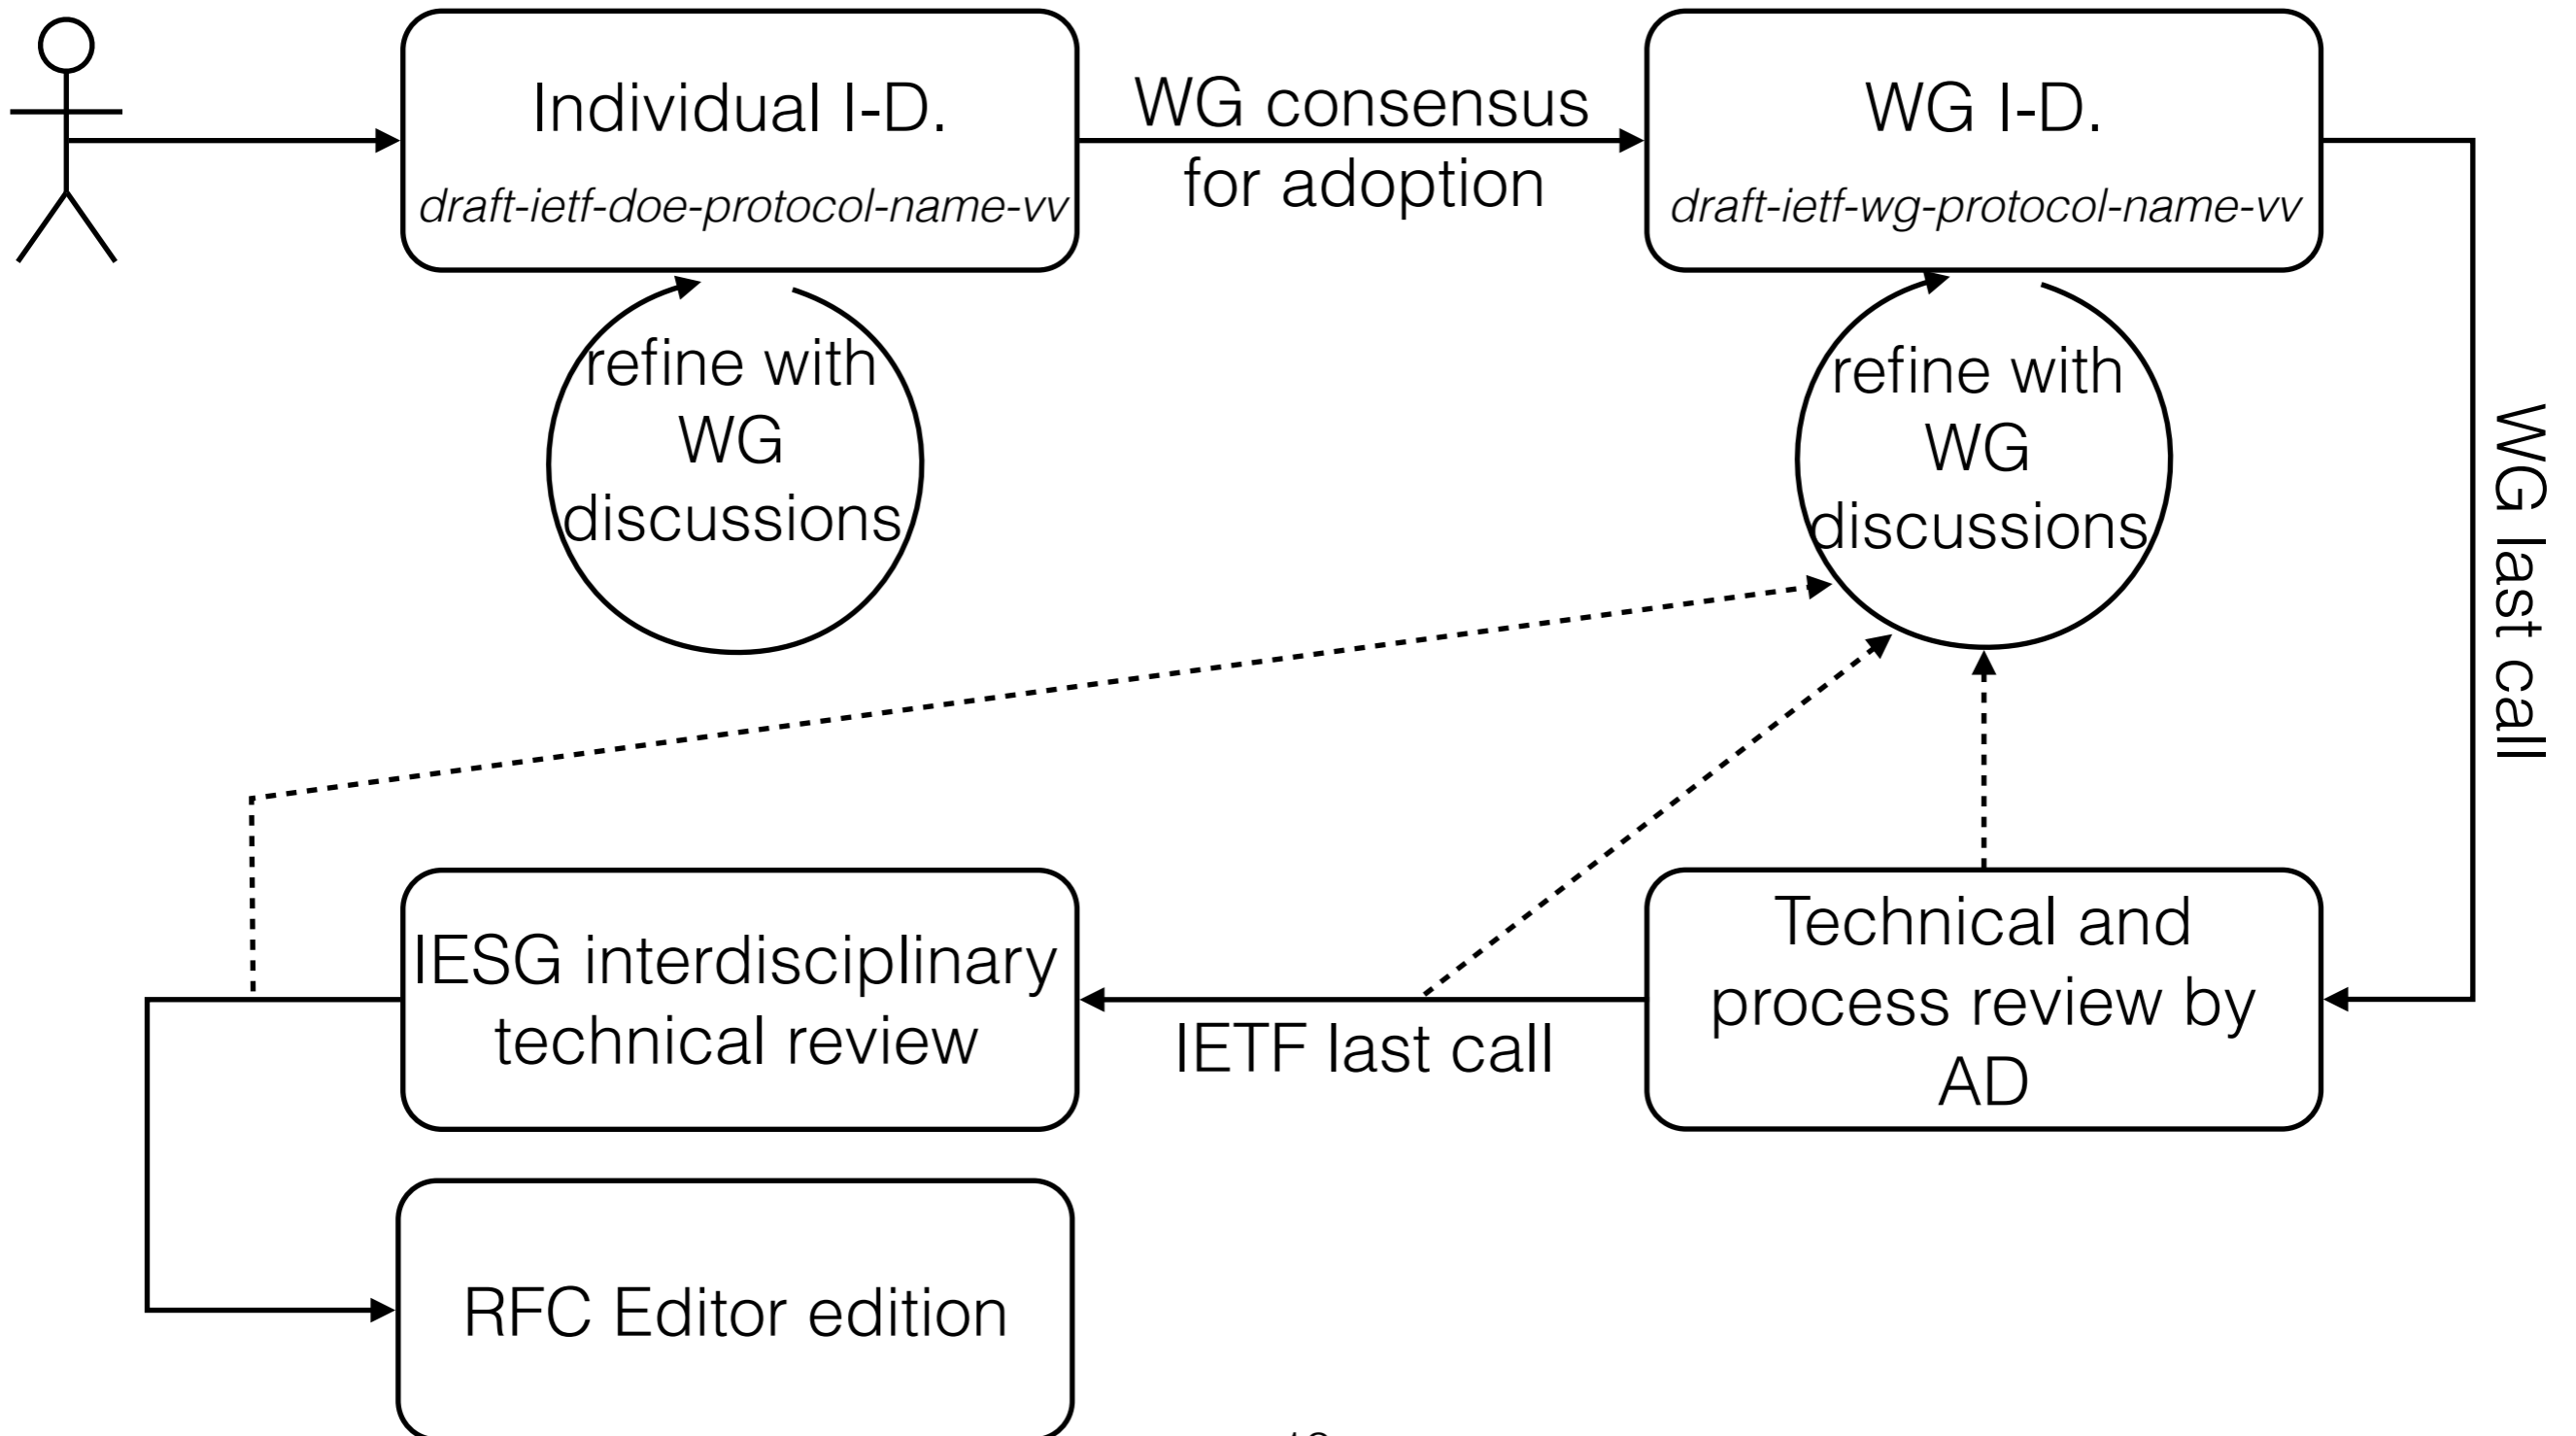 Individual I-D.
draft-ietf-doe-protocol-name-vv
WG consensus
for adoption
WG I-D.
draft-ietf-wg-protocol-name-vv
refine with
WG
discussions
refine with
WG
discussions
WG last call
IESG interdisciplinary
technical review
IETF last call
Technical and
process review by
AD
RFC Editor edition